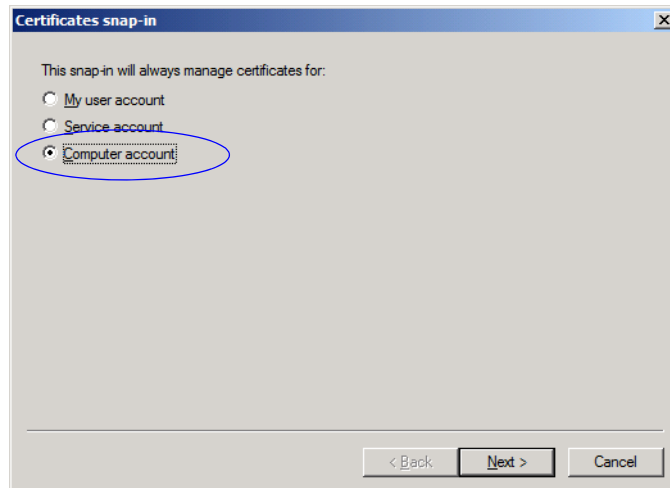 Certificates snap-in
This snap-in will always manage certificates for:
My user account
Service account
Computer account
< Back
Next >
Cancel